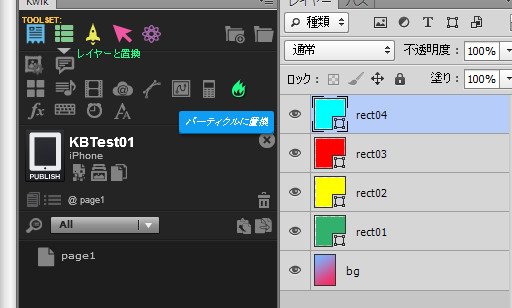 Kwik
TOOLSET:
レイヤーと置換
fx
A
パーティクルに置換
KBTest01
iPhone
PUBLISH
@ page1
All
page1
レイヤー
パス
種類
通常
不透明度: 100%
ロック:
塗り: 100%
rect04
rect03
rect02
rect01
bg